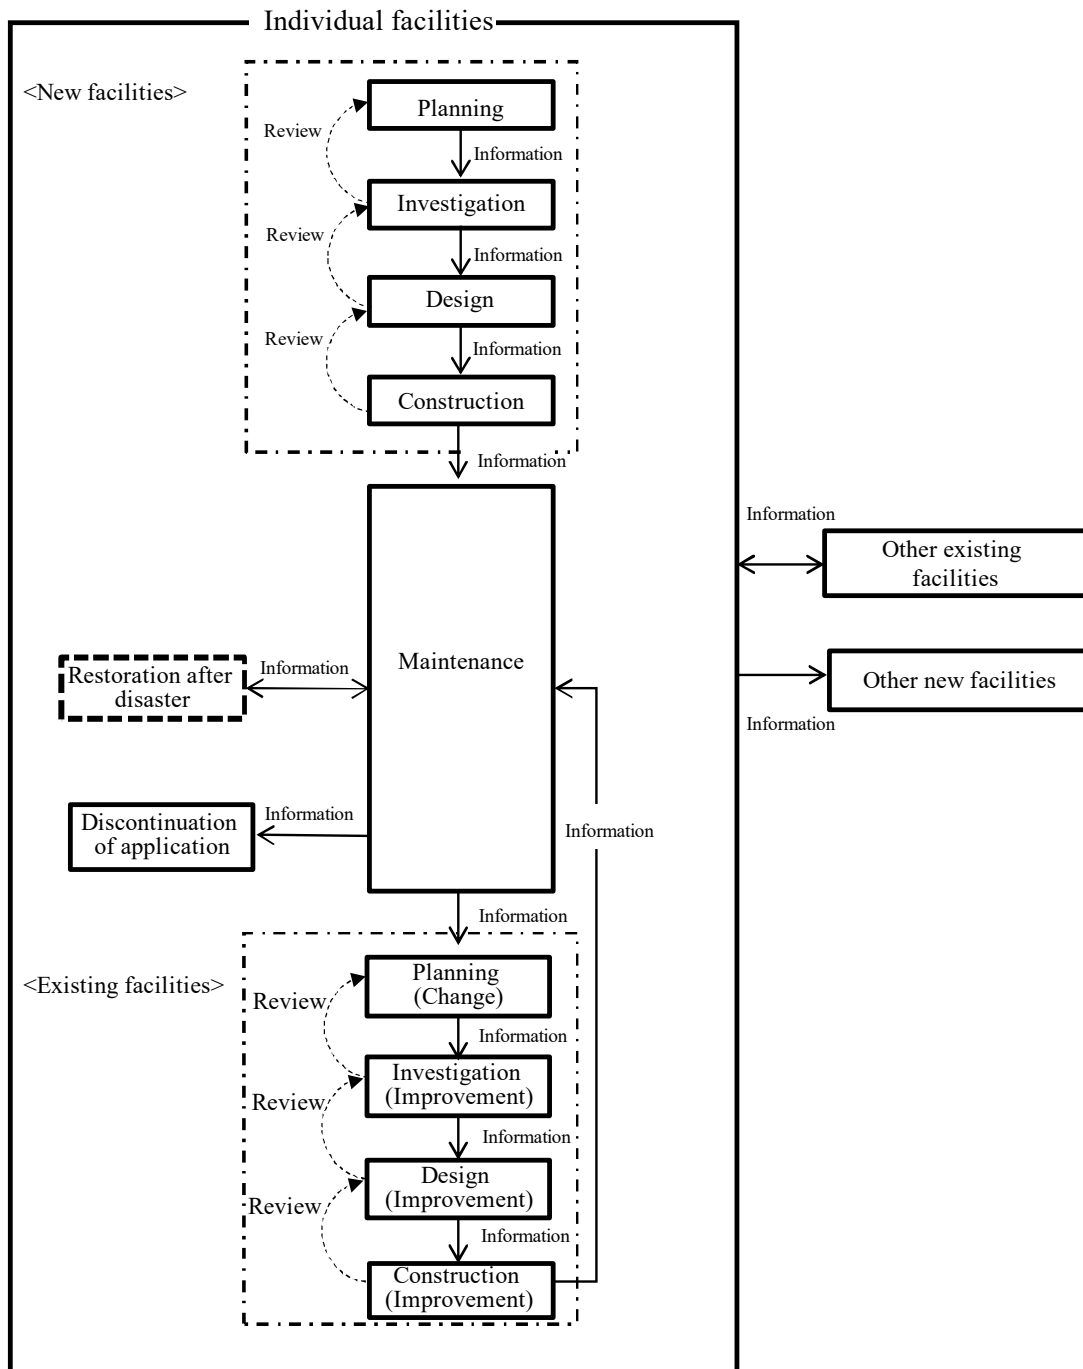 Individual facilities
<New facilities>
Planning
Review
Information
Investigation
Review
Information
Design
Review
Information
Construction
Information
Information
Other existing
facilities
Maintenance
Information
Restoration after
disaster
Other new facilities
Information
Information
Discontinuation
of application
Information
Information
<Existing facilities>
Planning
(Change)
Review
Information
Investigation
(Improvement)
Review
Information
Design
(Improvement)
Review
Information
Construction
(Improvement)